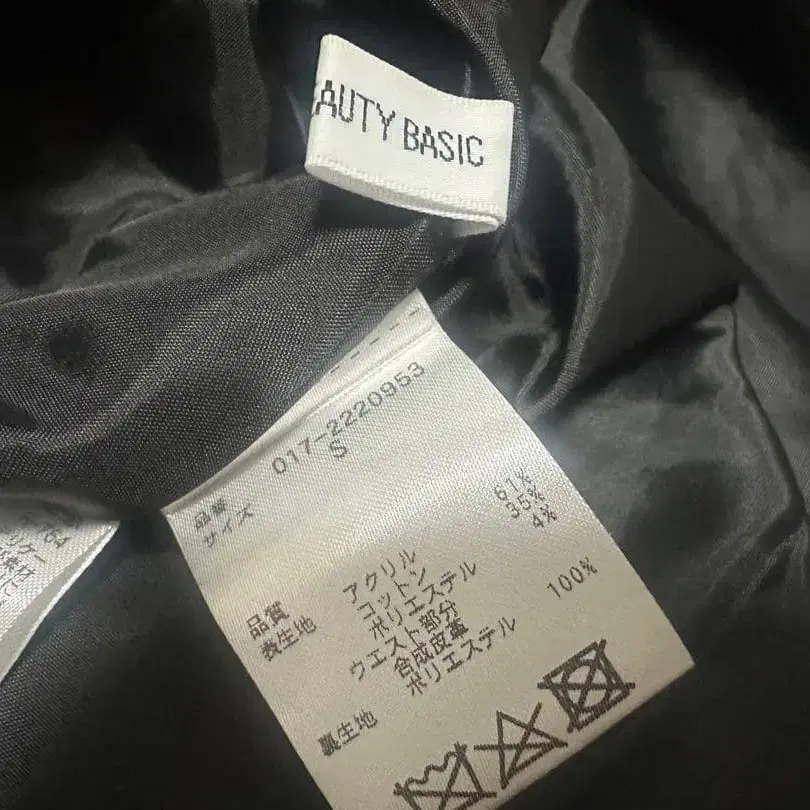 AUTY BASIC
品番 017-2220953
サイズ S
品質
表生地 アクリル 61%
コットン 35%
ポリエステル 4%
ウエスト部分
合成皮革
裏生地 ポリエステル 100%